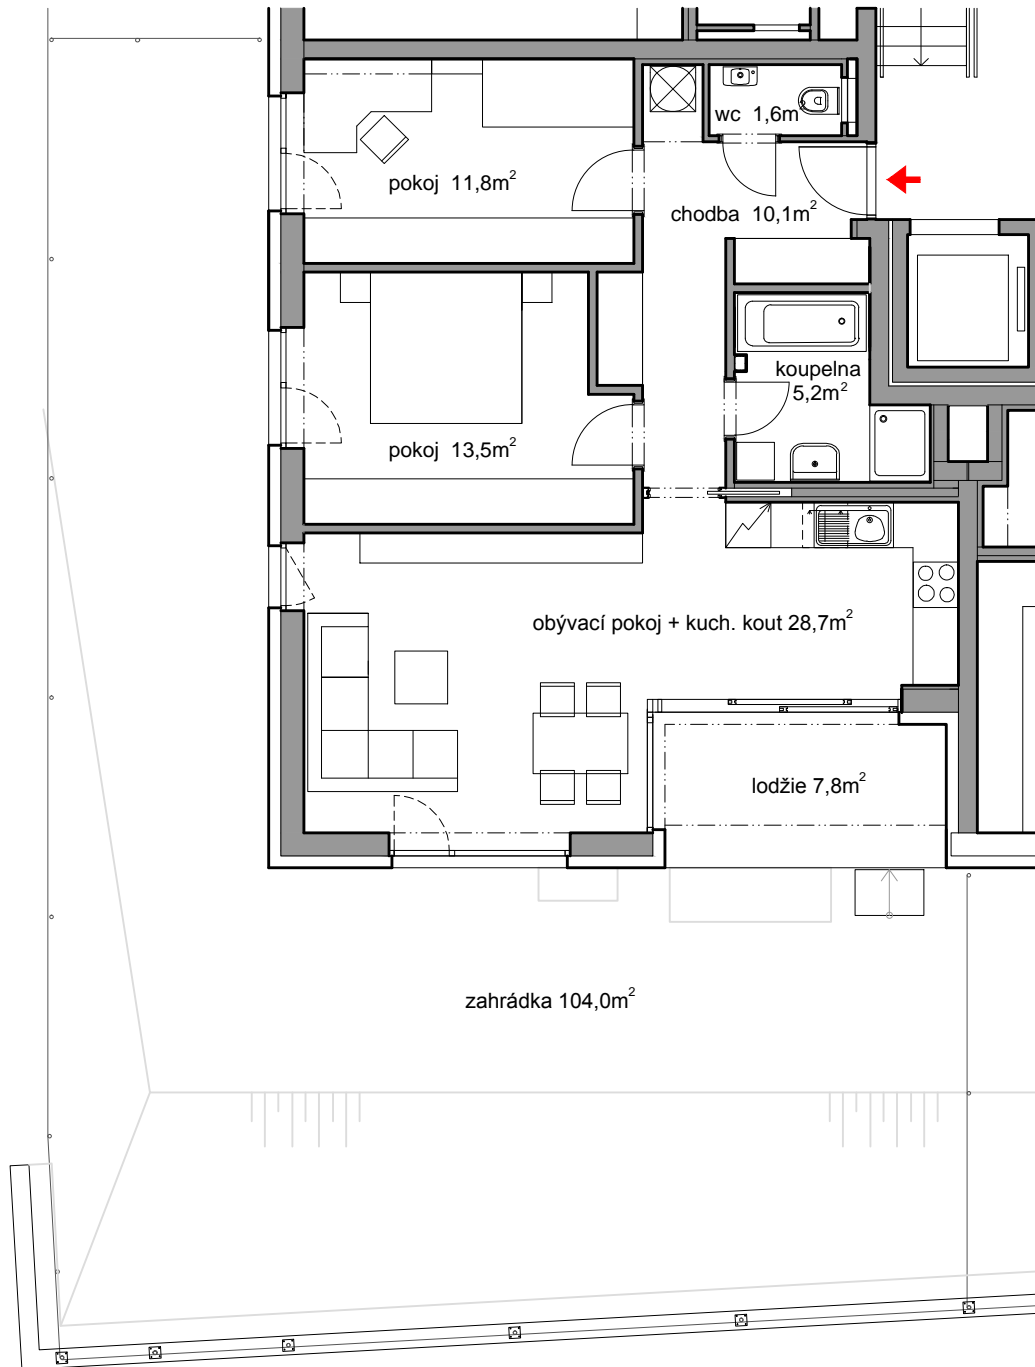 wc 1,6m
pokoj 11,8m²
chodba 10,1m²
koupelna
5,2m²
pokoj 13,5m²
obývací pokoj + kuch. kout 28,7m²
lodžie 7,8m²
zahrádka 104,0m²